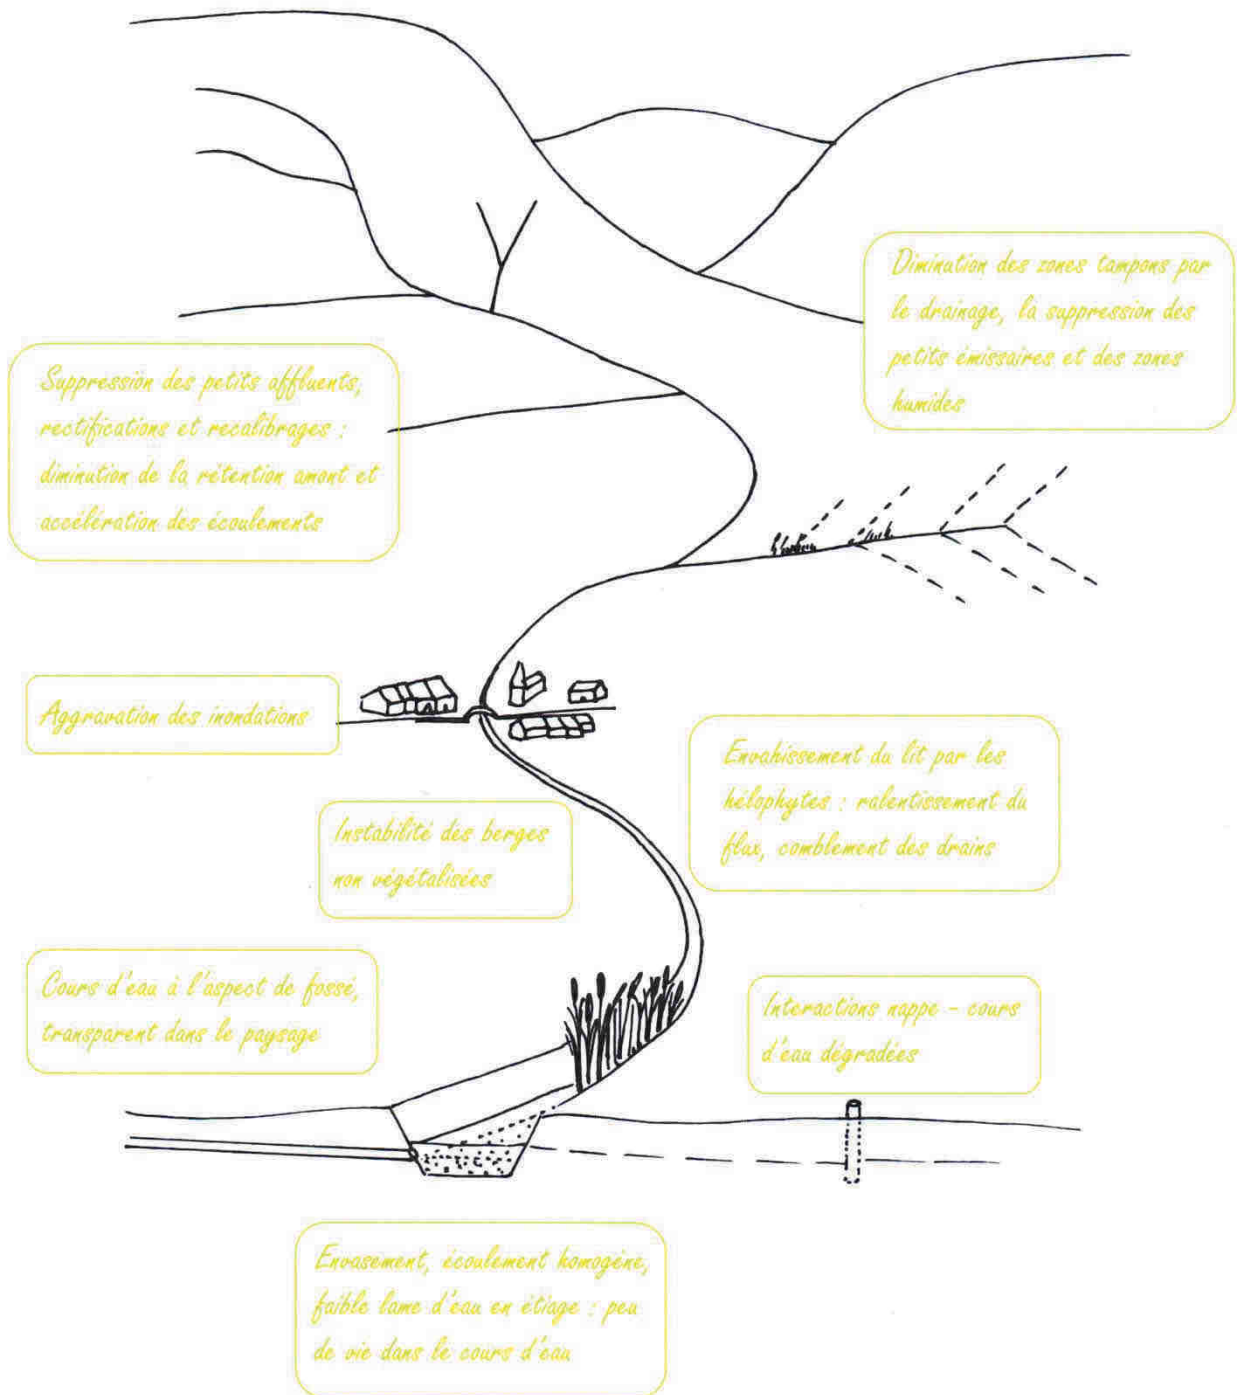 Diminution des zones tampons par
le drainage, la suppression des
petits émissaires et des zones
humides
Suppression des petits affluents,
rectifications et recalibrages :
diminution de la rétention amont et
accélération des écoulements
Aggravation des inondations
Envahissement du lit par les
hélophytes : ralentissement du
flux, comblement des drains
Instabilité des berges
non végétalisées
Cours d'eau à l'aspect de fossé,
transparent dans le paysage
Interactions nappe - cours
d'eau dégradées
Envasement, écoulement homogène,
faible lame d'eau en étiage : peu
de vie dans le cours d'eau